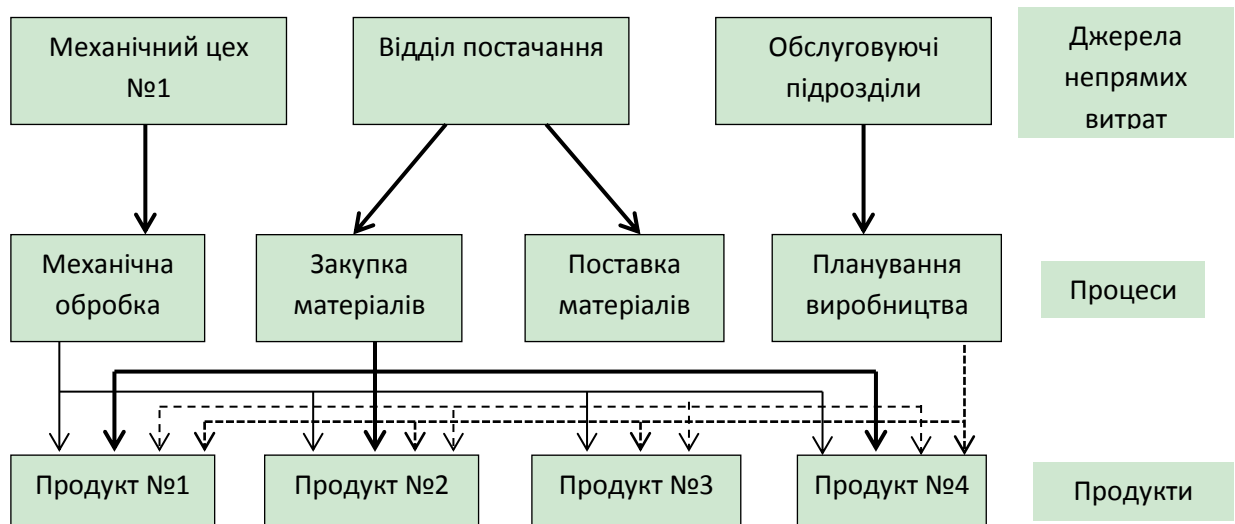 Механічний цех
№1
Відділ постачання
Обслуговуючі
підрозділи
Джерела
непрямих
витрат
Механічна
обробка
Закупка
матеріалів
Поставка
матеріалів
Планування
виробництва
Процеси
Продукт №1
Продукт №2
Продукт №3
Продукт №4
Продукти